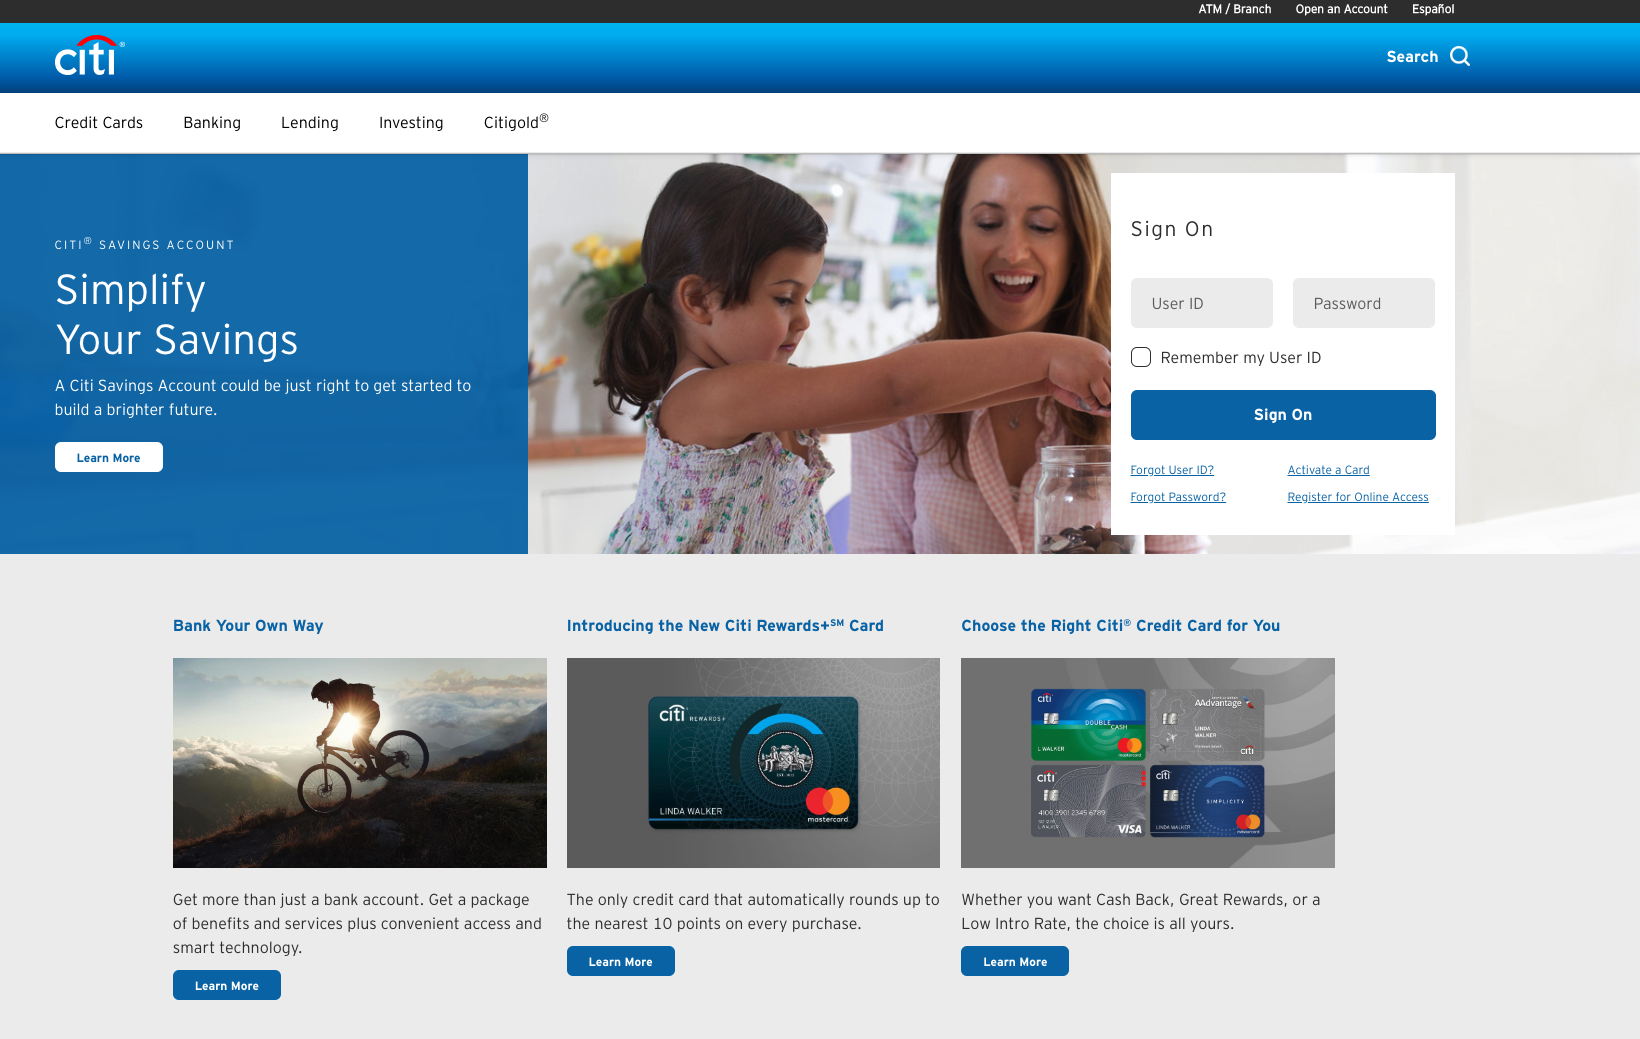 ATM / Branch
Open an Account
Español
citi®
Search
Credit Cards
Banking
Lending
Investing
Citigold®
CITI® SAVINGS ACCOUNT
Simplify
Your Savings
A Citi Savings Account could be just right to get started to
build a brighter future.
Learn More
Sign On
User ID
Password
Remember my User ID
Sign On
Forgot User ID?
Activate a Card
Forgot Password?
Register for Online Access
Bank Your Own Way
Get more than just a bank account. Get a package
of benefits and services plus convenient access and
smart technology.
Learn More
Introducing the New Citi Rewards+℠ Card
citi REWARDS+
EST. 1812
LINDA WALKER
mastercard
The only credit card that automatically rounds up to
the nearest 10 points on every purchase.
Learn More
Choose the Right Citi® Credit Card for You
citi
DOUBLE
CASH
L WALKER
mastercard
AAdvantage
LINDA
WALKER
citi
citi
4100 3901 2345 6789
L WALKER
VISA
citi
SIMPLICITY
LINDA WALKER
mastercard
Whether you want Cash Back, Great Rewards, or a
Low Intro Rate, the choice is all yours.
Learn More